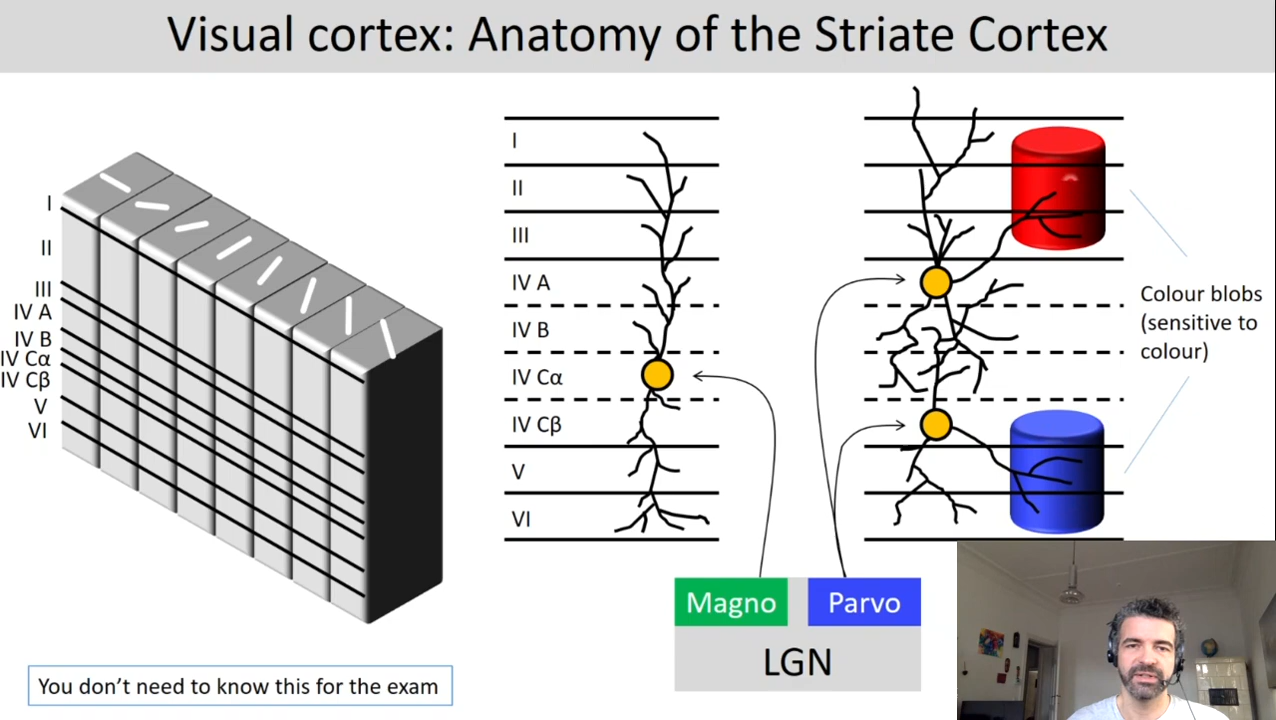 Visual cortex: Anatomy of the Striate Cortex
I
II
III
IV A
IV B
IV Cα
IV Cβ
V
VI
I
II
III
IV A
IV B
IV Cα
IV Cβ
V
VI
Colour blobs
(sensitive to
colour)
Magno
Parvo
LGN
You don’t need to know this for the exam